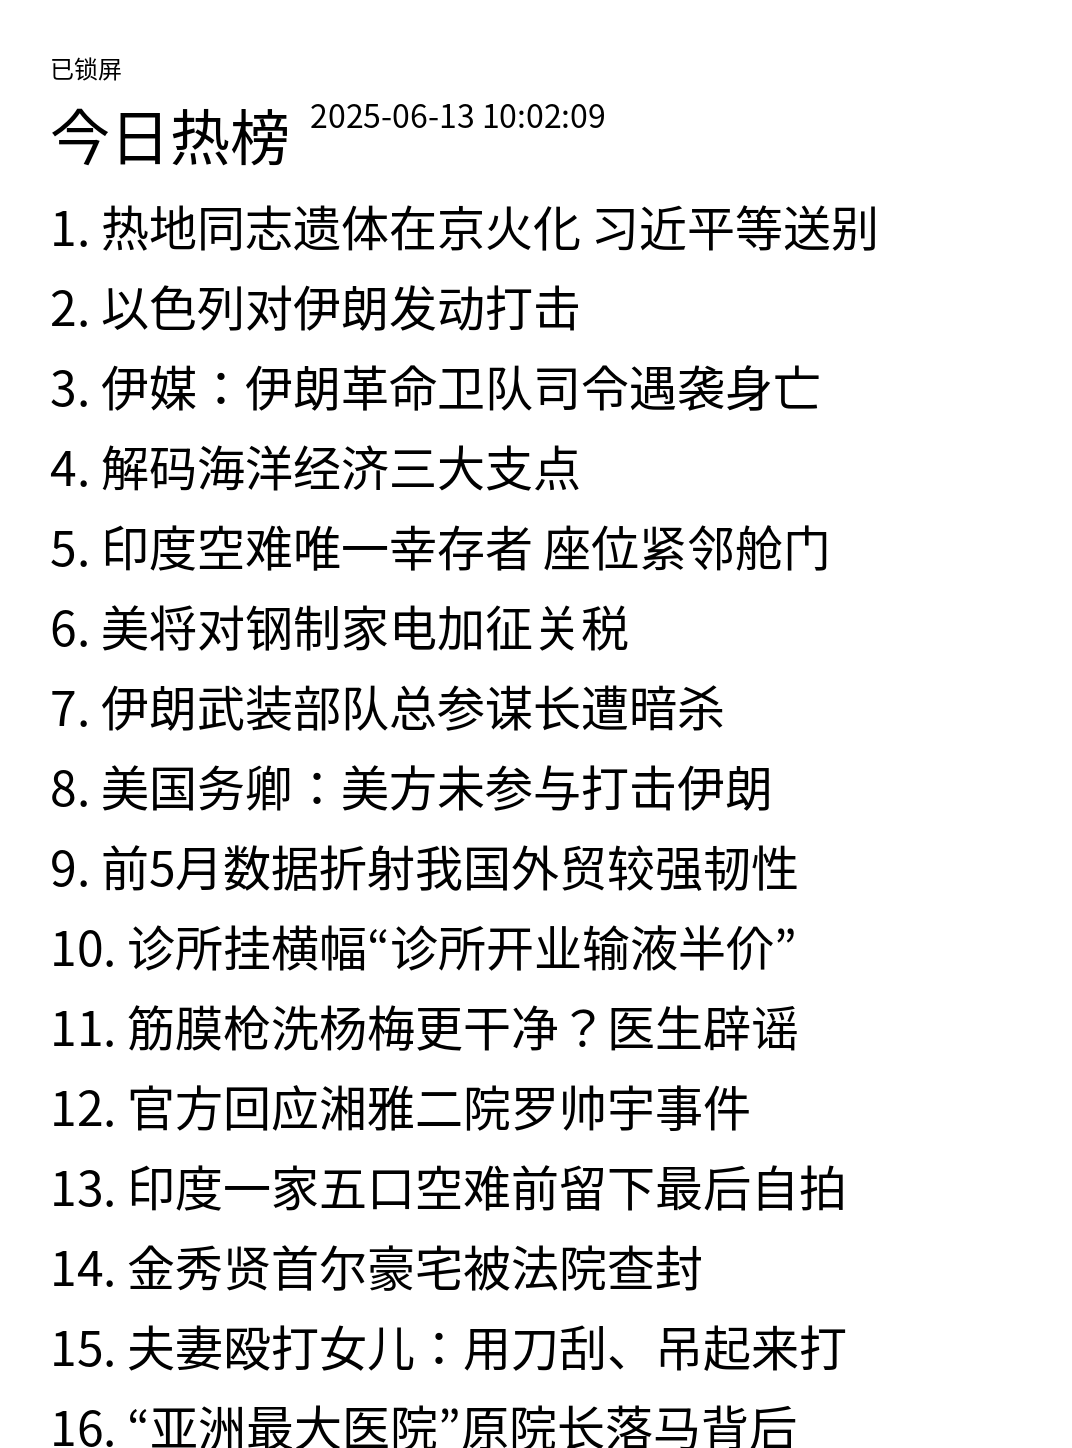 已锁屏
今日热榜 2025-06-13 10:02:09
1. 热地同志遗体在京火化 习近平等送别
2. 以色列对伊朗发动打击
3. 伊媒：伊朗革命卫队司令遇袭身亡
4. 解码海洋经济三大支点
5. 印度空难唯一幸存者 座位紧邻舱门
6. 美将对钢制家电加征关税
7. 伊朗武装部队总参谋长遭暗杀
8. 美国务卿：美方未参与打击伊朗
9. 前5月数据折射我国外贸较强韧性
10. 诊所挂横幅“诊所开业输液半价”
11. 筋膜枪洗杨梅更干净？医生辟谣
12. 官方回应湘雅二院罗帅宇事件
13. 印度一家五口空难前留下最后自拍
14. 金秀贤首尔豪宅被法院查封
15. 夫妻殴打女儿：用刀刮、吊起来打
16. “亚洲最大医院”原院长落马背后